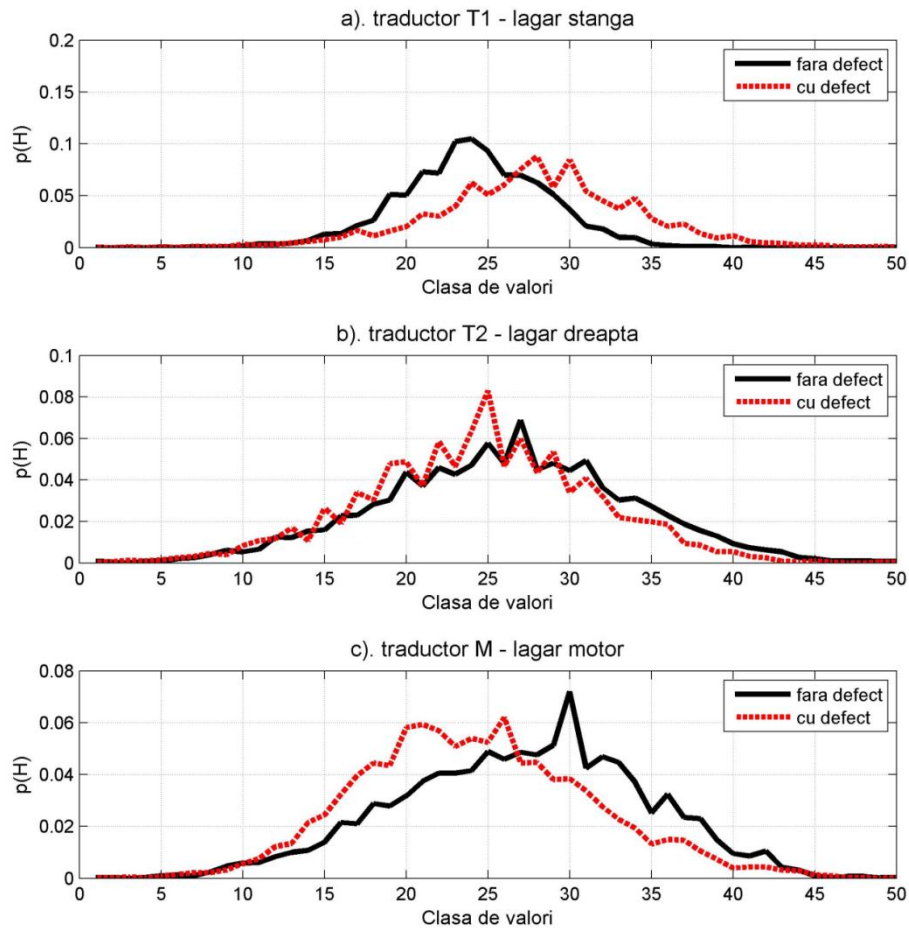 a). traductor T1 - lagar stanga
0.2
0.15
0.1
0.05
0
p(H)
fara defect
cu defect
0 5 10 15 20 25 30 35 40 45 50
Clasa de valori
b). traductor T2 - lagar dreapta
0.1
0.08
0.06
0.04
0.02
0
p(H)
fara defect
cu defect
0 5 10 15 20 25 30 35 40 45 50
Clasa de valori
c). traductor M - lagar motor
0.08
0.06
0.04
0.02
0
p(H)
fara defect
cu defect
0 5 10 15 20 25 30 35 40 45 50
Clasa de valori